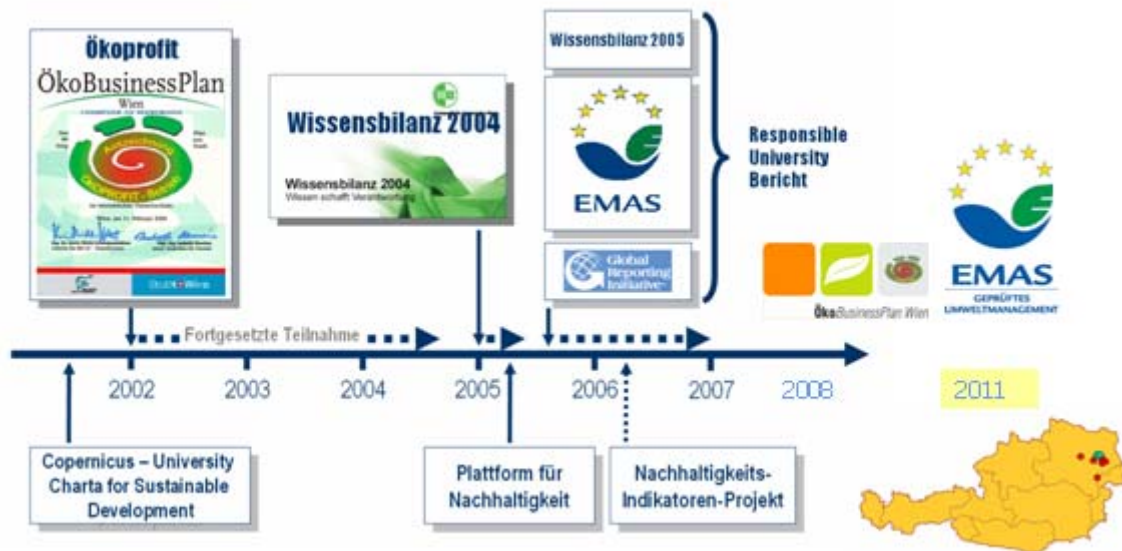 Ökoprofit
ÖkoBusinessPlan
Wien
Auszeichnung
Wissensbilanz 2004
Wissensbilanz 2004
Wissen schafft Verantwortung
Wissensbilanz 2005
EMAS
Global
Reporting
Initiative™
Responsible
University
Bericht
ÖkoBusinessPlan Wien
EMAS
GEPRÜFTES
UMWELTMANAGEMENT
Fortgesetzte Teilnahme
2002
2003
2004
2005
2006
2007
2008
2011
Copernicus – University
Charta for Sustainable
Development
Plattform für
Nachhaltigkeit
Nachhaltigkeits-
Indikatoren-Projekt